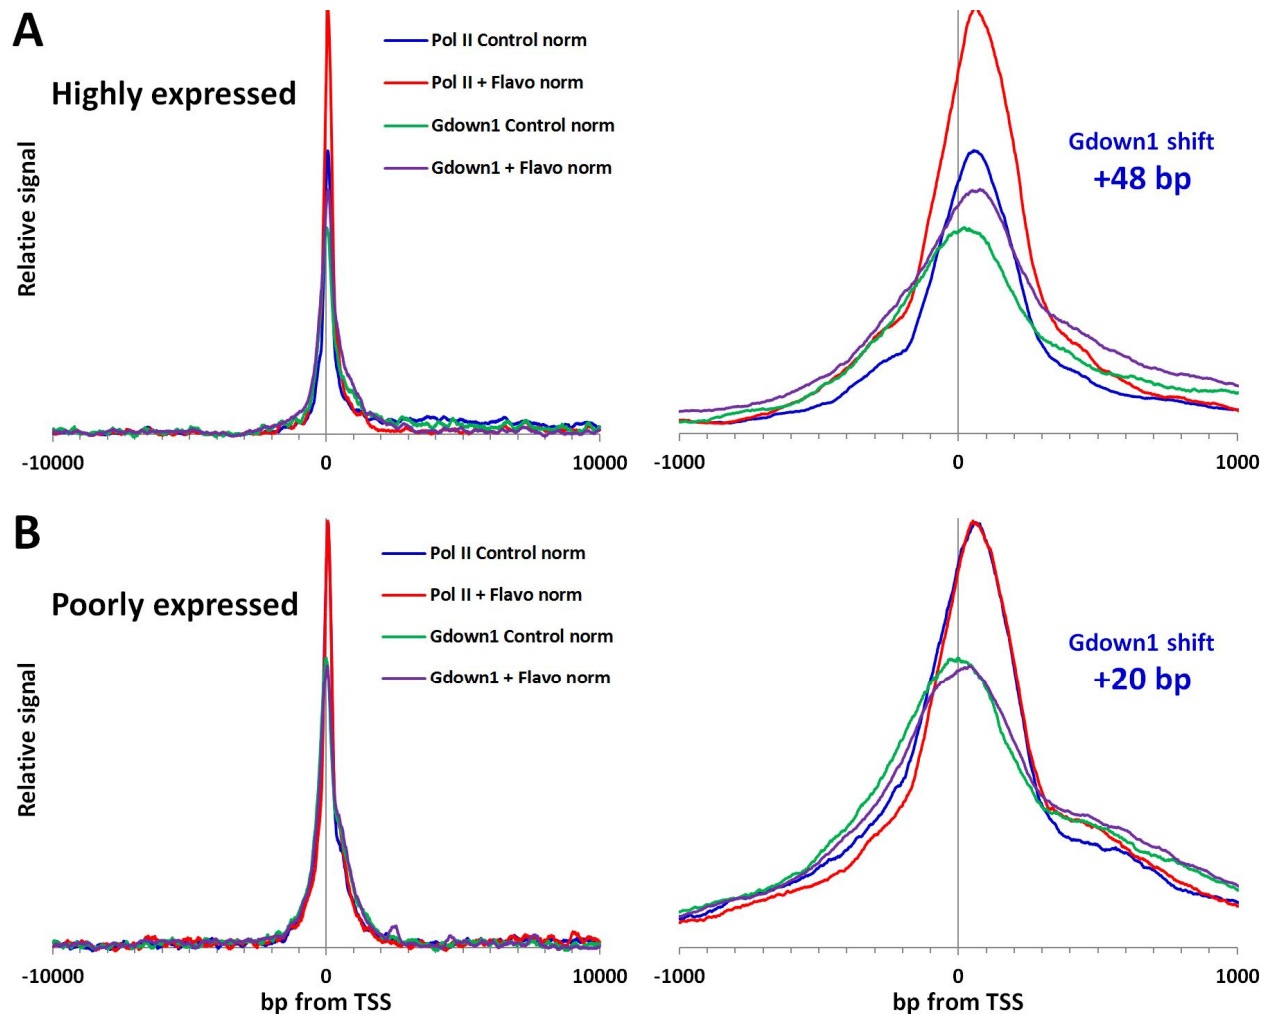 A
Highly expressed
Relative signal
Pol II Control norm
Pol II + Flavo norm
Gdown1 Control norm
Gdown1 + Flavo norm
-10000
0
10000
Gdown1 shift
+48 bp
-1000
0
1000
B
Poorly expressed
Relative signal
Pol II Control norm
Pol II + Flavo norm
Gdown1 Control norm
Gdown1 + Flavo norm
-10000
0
10000
bp from TSS
Gdown1 shift
+20 bp
-1000
0
1000
bp from TSS